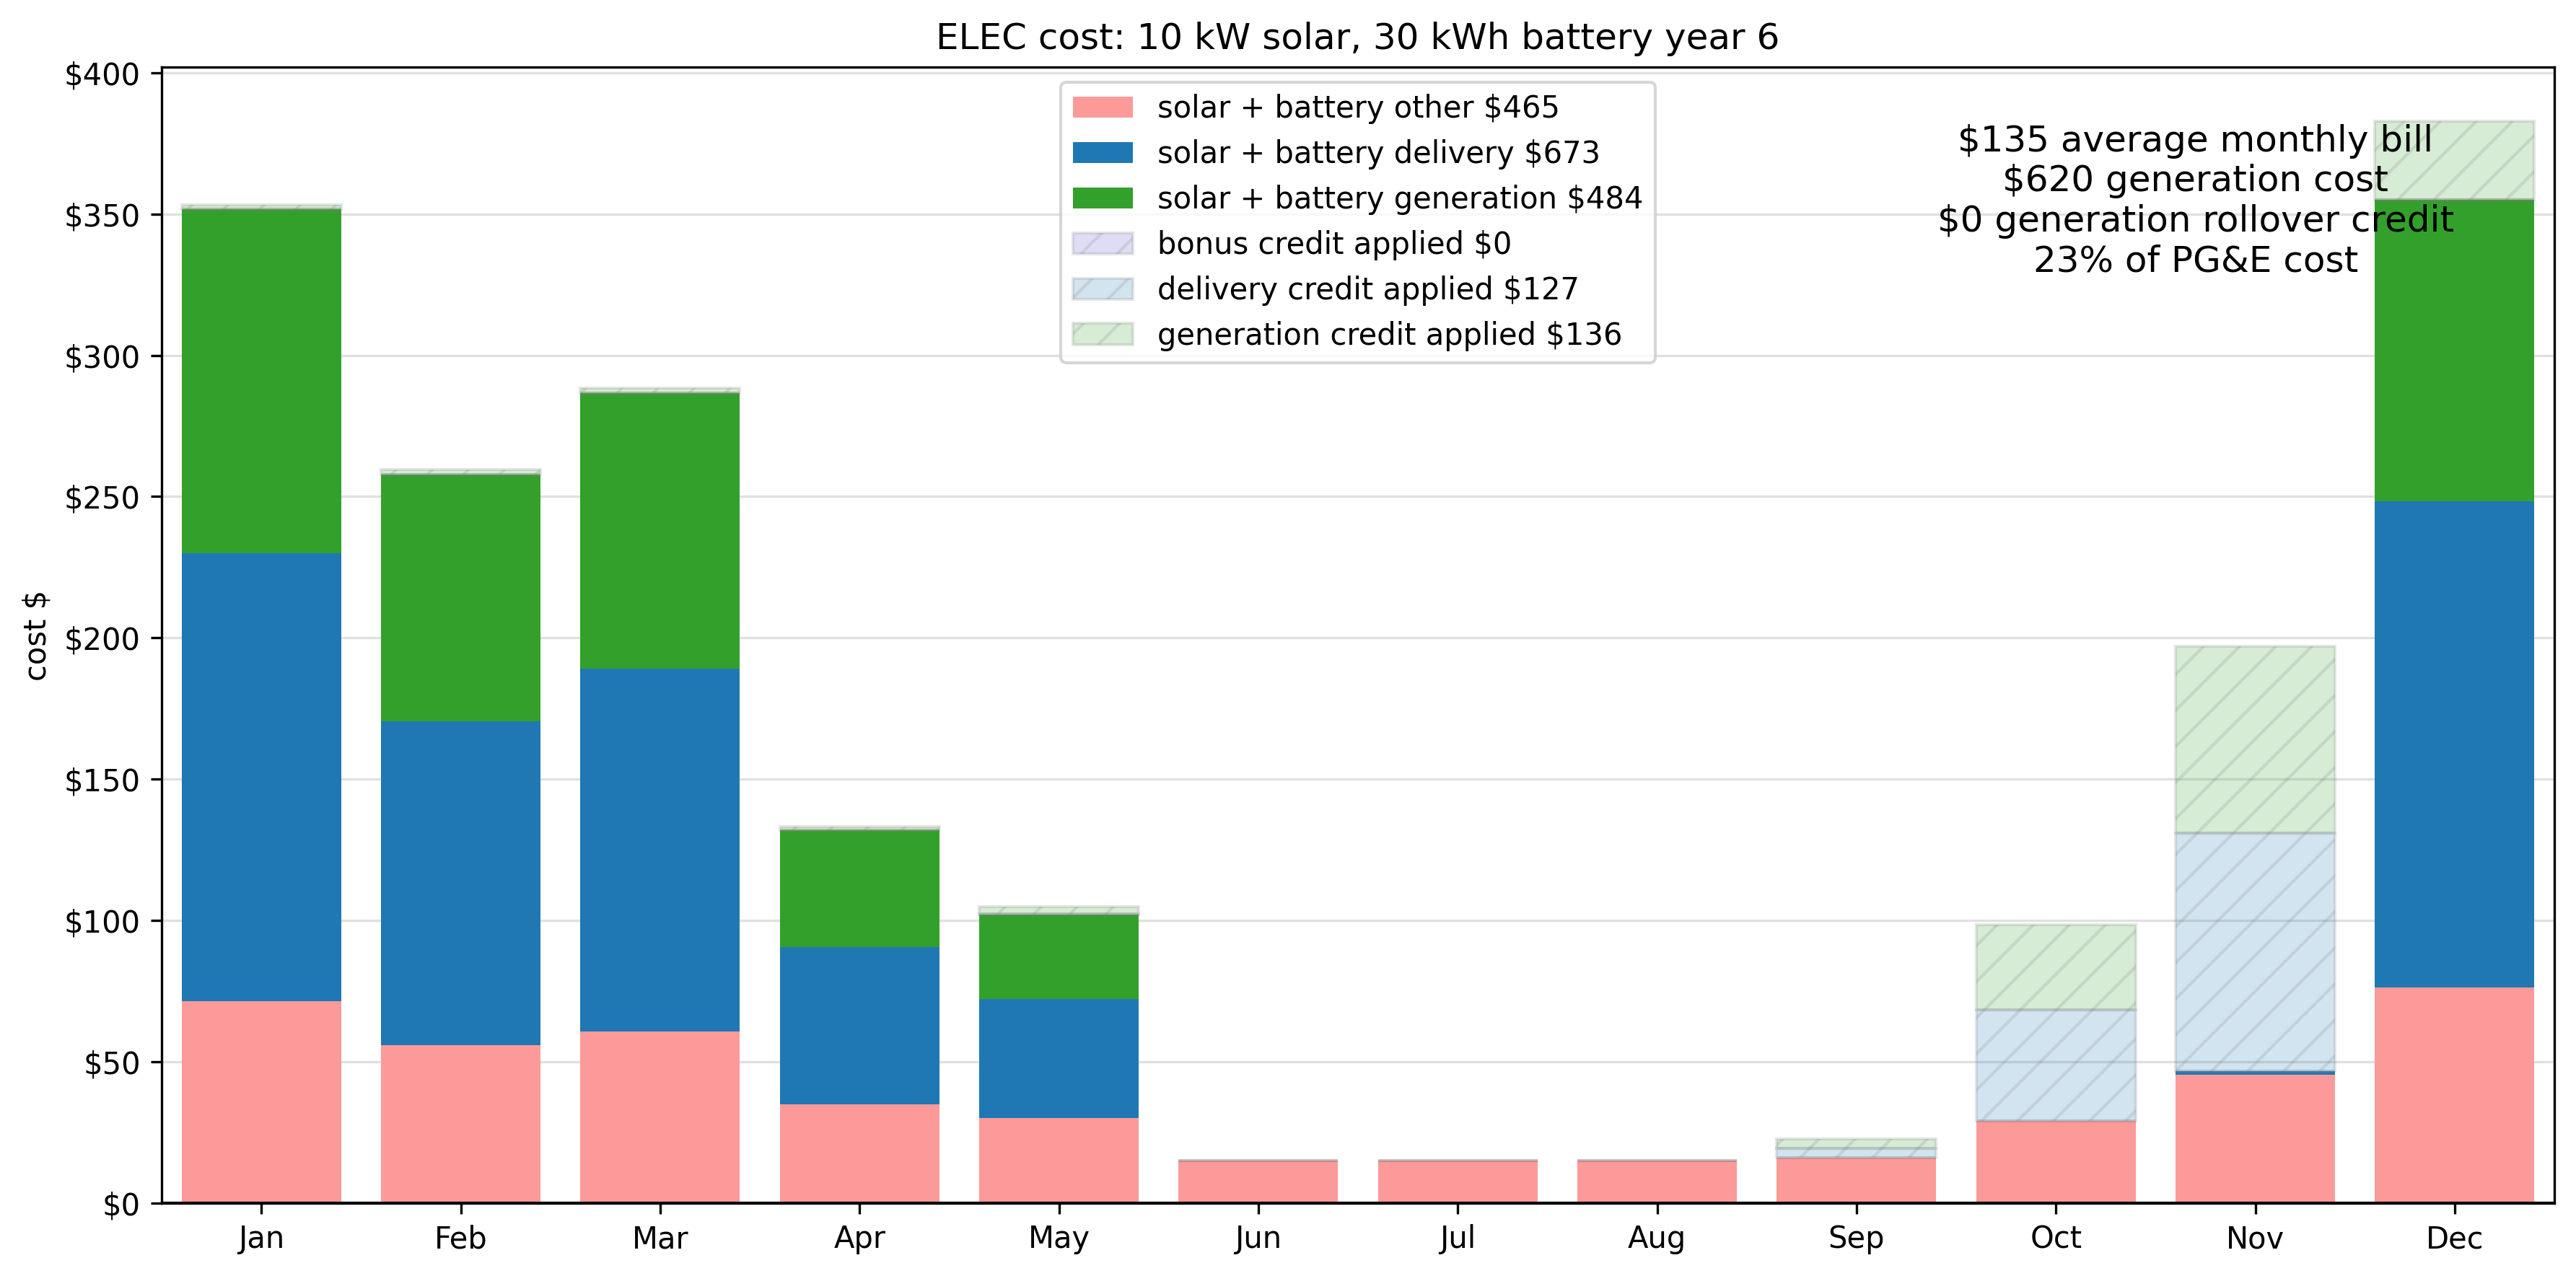 ELEC cost: 10 kW solar, 30 kWh battery year 6
$400
$350
$300
$250
$200
$150
$100
$50
$0
cost $
solar + battery other $465
solar + battery delivery $673
solar + battery generation $484
bonus credit applied $0
delivery credit applied $127
generation credit applied $136
$135 average monthly bill
$620 generation cost
$0 generation rollover credit
23% of PG&E cost
Jan Feb Mar Apr May Jun Jul Aug Sep Oct Nov Dec